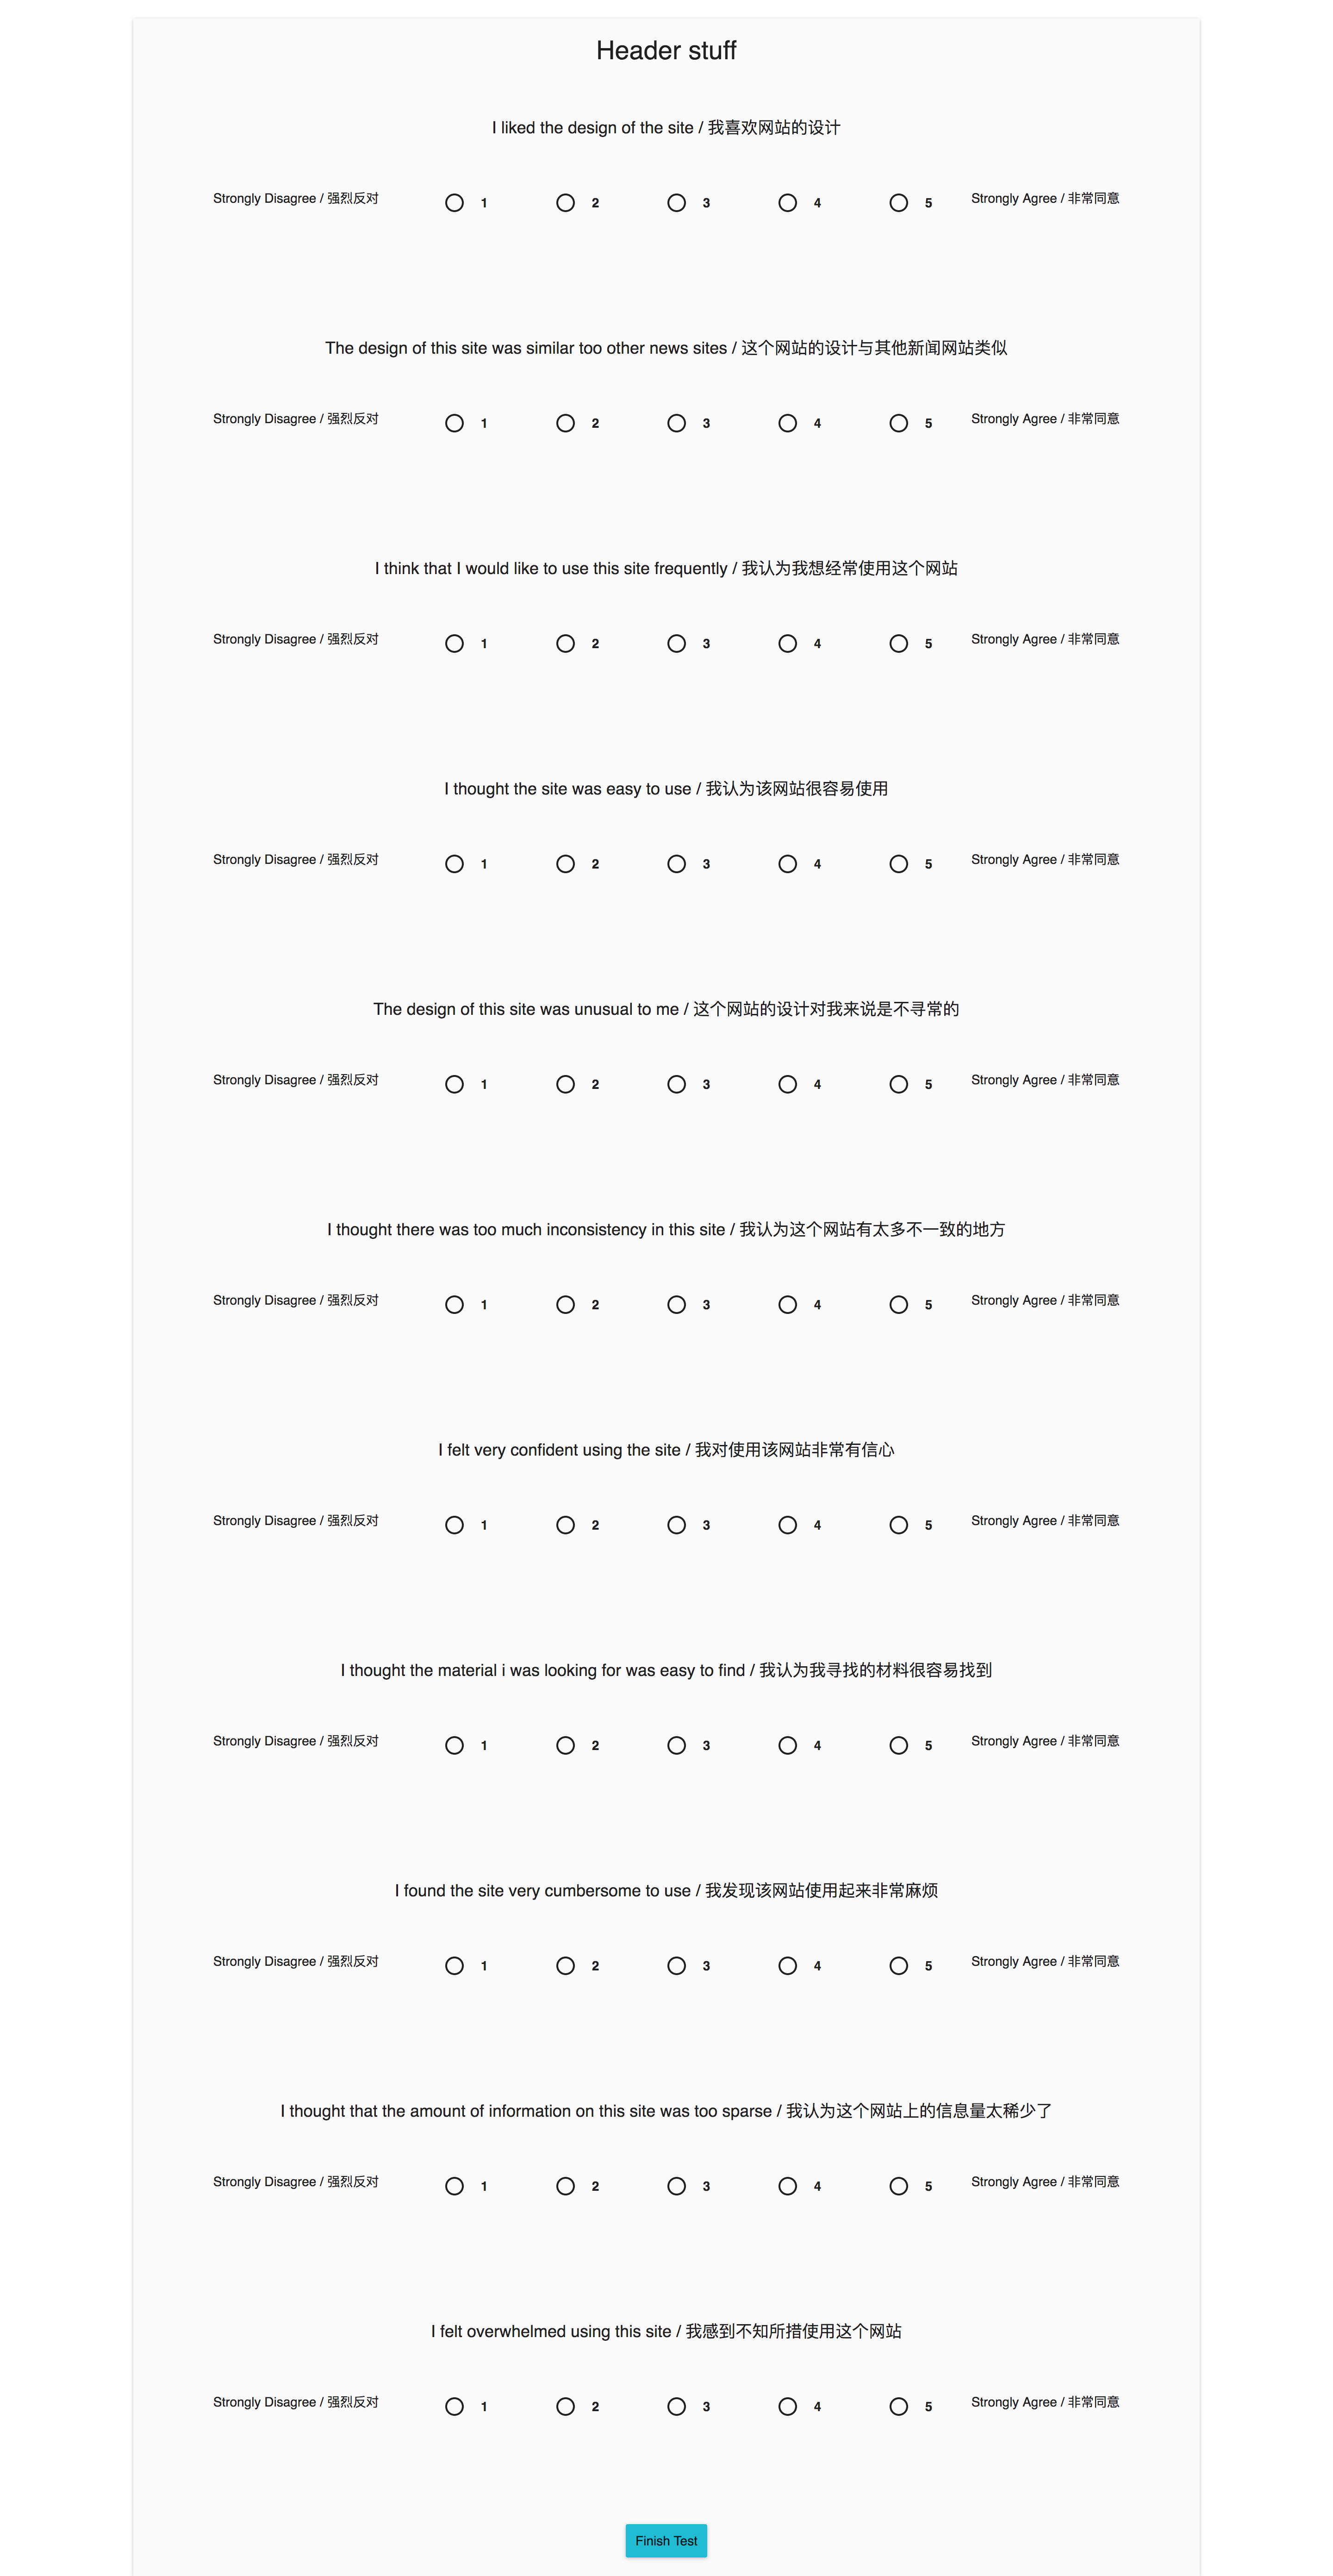 Header stuff
I liked the design of the site / 我喜欢网站的设计
Strongly Disagree / 强烈反对 1 2 3 4 5 Strongly Agree / 非常同意
The design of this site was similar too other news sites / 这个网站的设计与其他新闻网站类似
Strongly Disagree / 强烈反对 1 2 3 4 5 Strongly Agree / 非常同意
I think that I would like to use this site frequently / 我认为我想经常使用这个网站
Strongly Disagree / 强烈反对 1 2 3 4 5 Strongly Agree / 非常同意
I thought the site was easy to use / 我认为该网站很容易使用
Strongly Disagree / 强烈反对 1 2 3 4 5 Strongly Agree / 非常同意
The design of this site was unusual to me / 这个网站的设计对我来说是不寻常的
Strongly Disagree / 强烈反对 1 2 3 4 5 Strongly Agree / 非常同意
I thought there was too much inconsistency in this site / 我认为这个网站有太多不一致的地方
Strongly Disagree / 强烈反对 1 2 3 4 5 Strongly Agree / 非常同意
I felt very confident using the site / 我对使用该网站非常有信心
Strongly Disagree / 强烈反对 1 2 3 4 5 Strongly Agree / 非常同意
I thought the material i was looking for was easy to find / 我认为我寻找的材料很容易找到
Strongly Disagree / 强烈反对 1 2 3 4 5 Strongly Agree / 非常同意
I found the site very cumbersome to use / 我发现该网站使用起来非常麻烦
Strongly Disagree / 强烈反对 1 2 3 4 5 Strongly Agree / 非常同意
I thought that the amount of information on this site was too sparse / 我认为这个网站上的信息量太稀少了
Strongly Disagree / 强烈反对 1 2 3 4 5 Strongly Agree / 非常同意
I felt overwhelmed using this site / 我感到不知所措使用这个网站
Strongly Disagree / 强烈反对 1 2 3 4 5 Strongly Agree / 非常同意
Finish Test